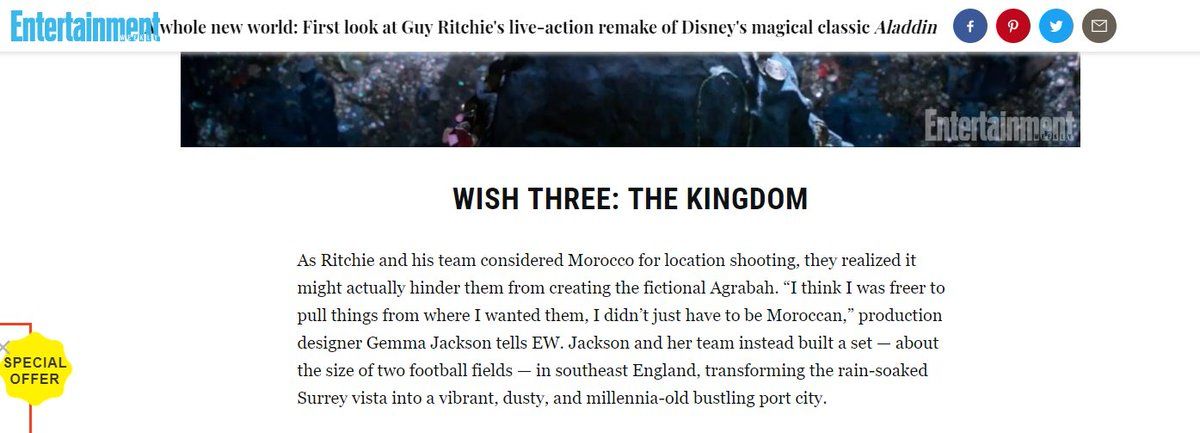 Entertainment
WEEKLY
whole new world: First look at Guy Ritchie's live-action remake of Disney's magical classic Aladdin
Entertainment
WEEKLY
WISH THREE: THE KINGDOM
As Ritchie and his team considered Morocco for location shooting, they realized it
might actually hinder them from creating the fictional Agrabah. “I think I was freer to
pull things from where I wanted them, I didn’t just have to be Moroccan,” production
designer Gemma Jackson tells EW. Jackson and her team instead built a set — about
the size of two football fields — in southeast England, transforming the rain-soaked
Surrey vista into a vibrant, dusty, and millennia-old bustling port city.
SPECIAL
OFFER